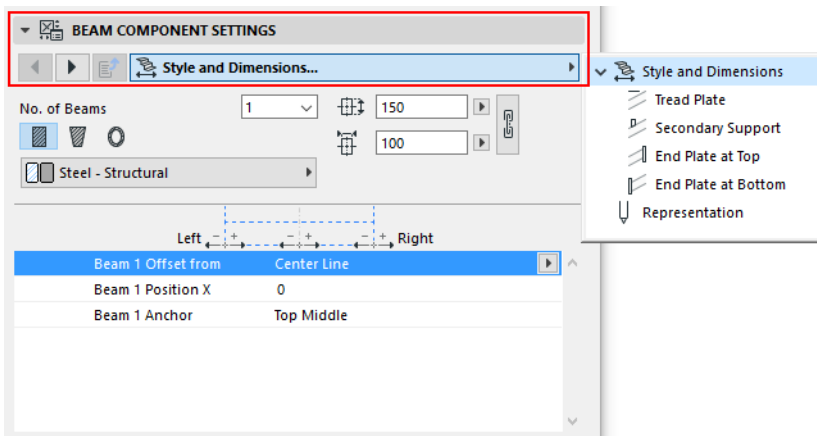 BEAM COMPONENT SETTINGS
Style and Dimensions...
No. of Beams
1
150
100
Steel - Structural
Left
Right
Beam 1 Offset from Center Line
Beam 1 Position X 0
Beam 1 Anchor Top Middle
Style and Dimensions
Tread Plate
Secondary Support
End Plate at Top
End Plate at Bottom
Representation